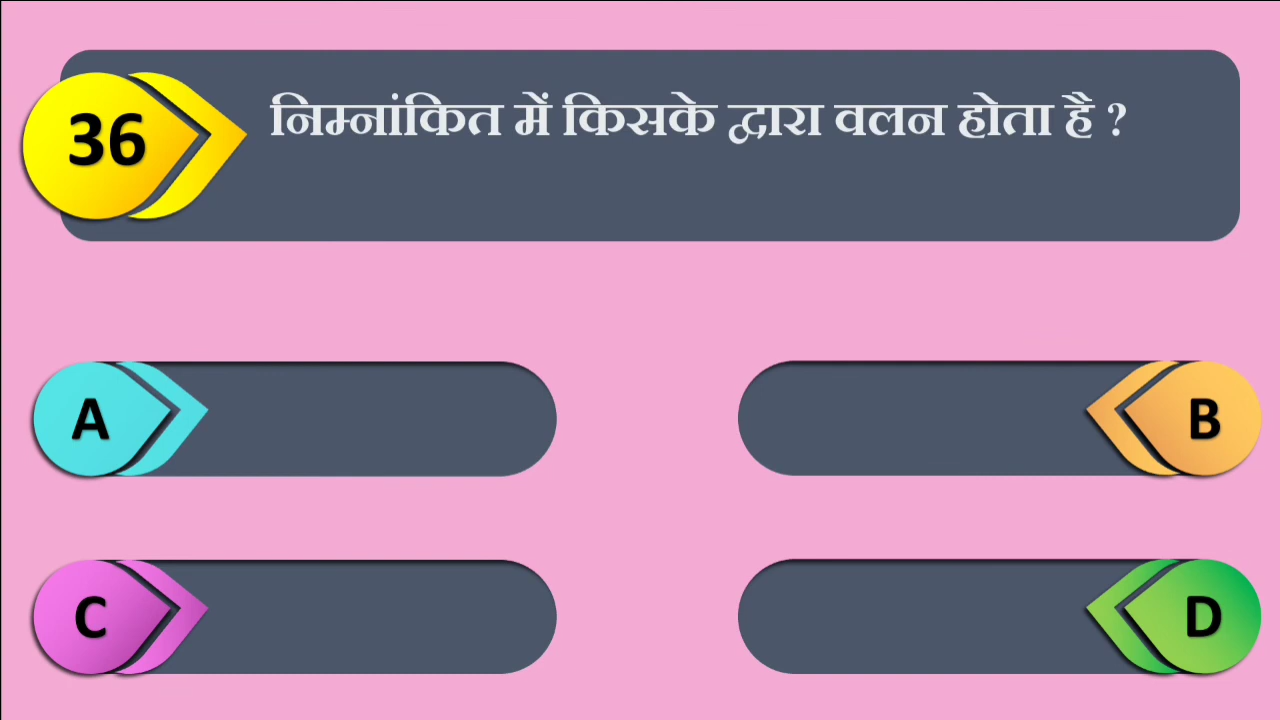 36
निम्नांकित में किसके द्वारा वलन होता है ?
A
B
C
D